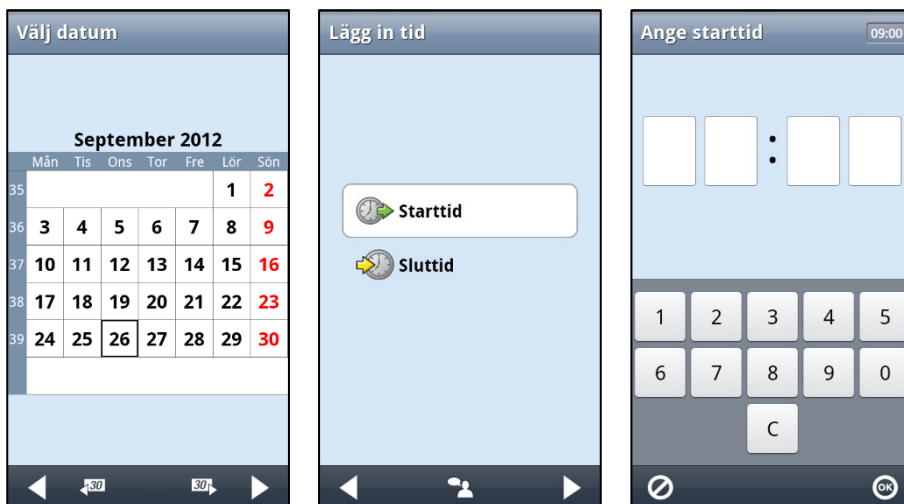 Välj datum
September 2012
Mån Tis Ons Tor Fre Lör Sön
35 1 2
36 3 4 5 6 7 8 9
37 10 11 12 13 14 15 16
38 17 18 19 20 21 22 23
39 24 25 26 27 28 29 30
30 30
Lägg in tid
Starttid
Sluttid
Ange starttid 09:00
:
1 2 3 4 5
6 7 8 9 0
C
OK